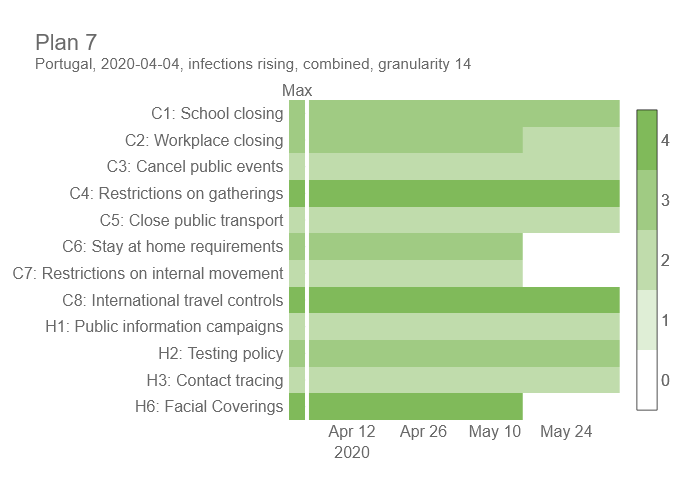 Plan 7
Portugal, 2020-04-04, infections rising, combined, granularity 14
Max
C1: School closing
C2: Workplace closing
C3: Cancel public events
C4: Restrictions on gatherings
C5: Close public transport
C6: Stay at home requirements
C7: Restrictions on internal movement
C8: International travel controls
H1: Public information campaigns
H2: Testing policy
H3: Contact tracing
H6: Facial Coverings
Apr 12 Apr 26 May 10 May 24
2020
4
3
2
1
0